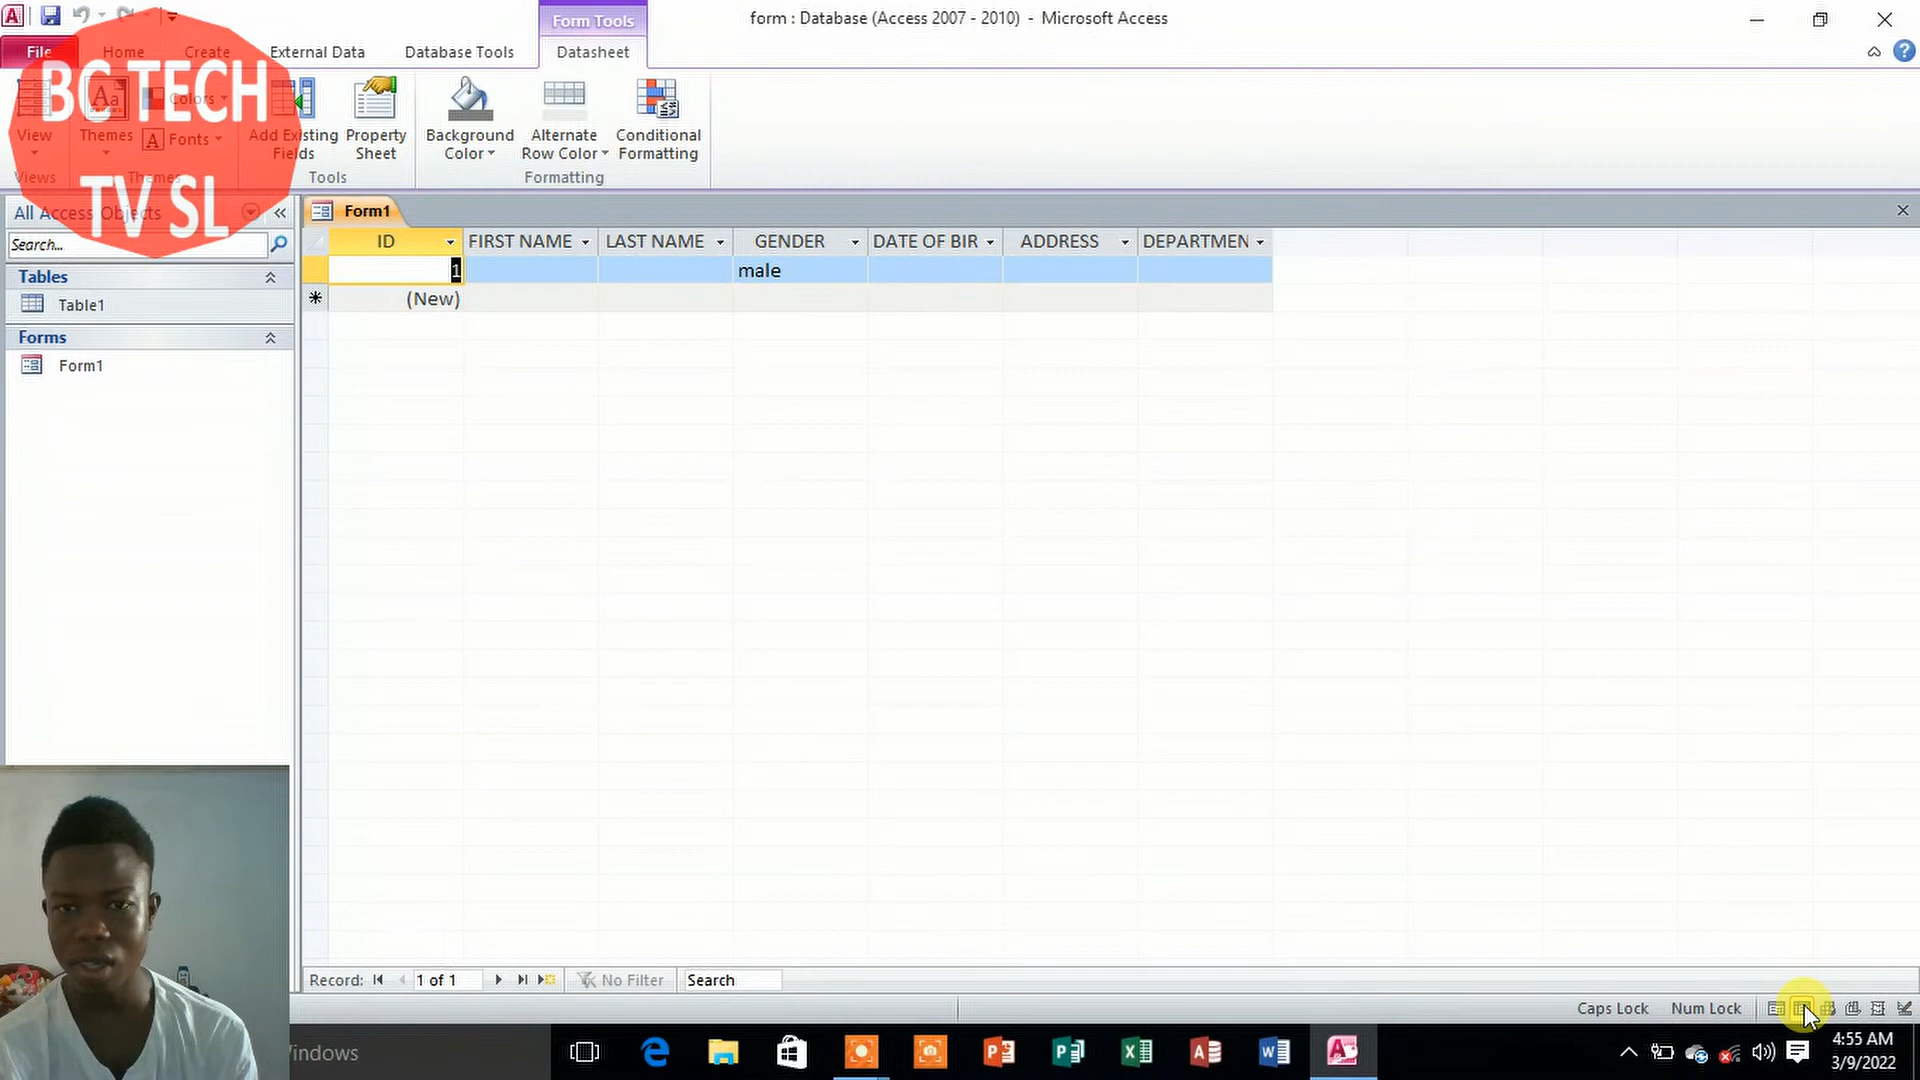 Form Tools
form : Database (Access 2007 - 2010) - Microsoft Access
File Home Create External Data Database Tools Datasheet
BC TECH
TV SL
View
Views
Aa
Themes
Colors
A Fonts
Themes
Add Existing
Fields
Property
Sheet
Tools
Background
Color
Alternate
Row Color
Conditional
Formatting
Formatting
All Access Objects
Search...
Tables
Table1
Forms
Form1
Form1
ID FIRST NAME LAST NAME GENDER DATE OF BIR ADDRESS DEPARTMEN
1 male
(New)
Record: 1 of 1 No Filter Search
Caps Lock Num Lock
indows
4:55 AM
3/9/2022